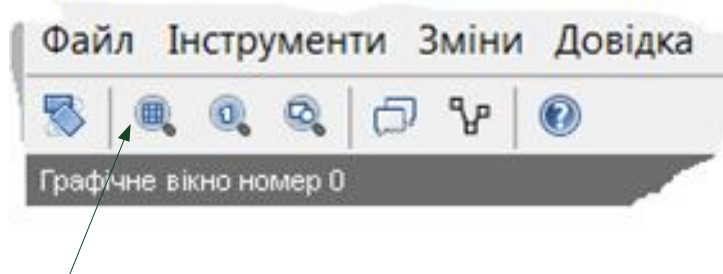 Файл Інструменти Зміни Довідка
Графічне вікно номер 0